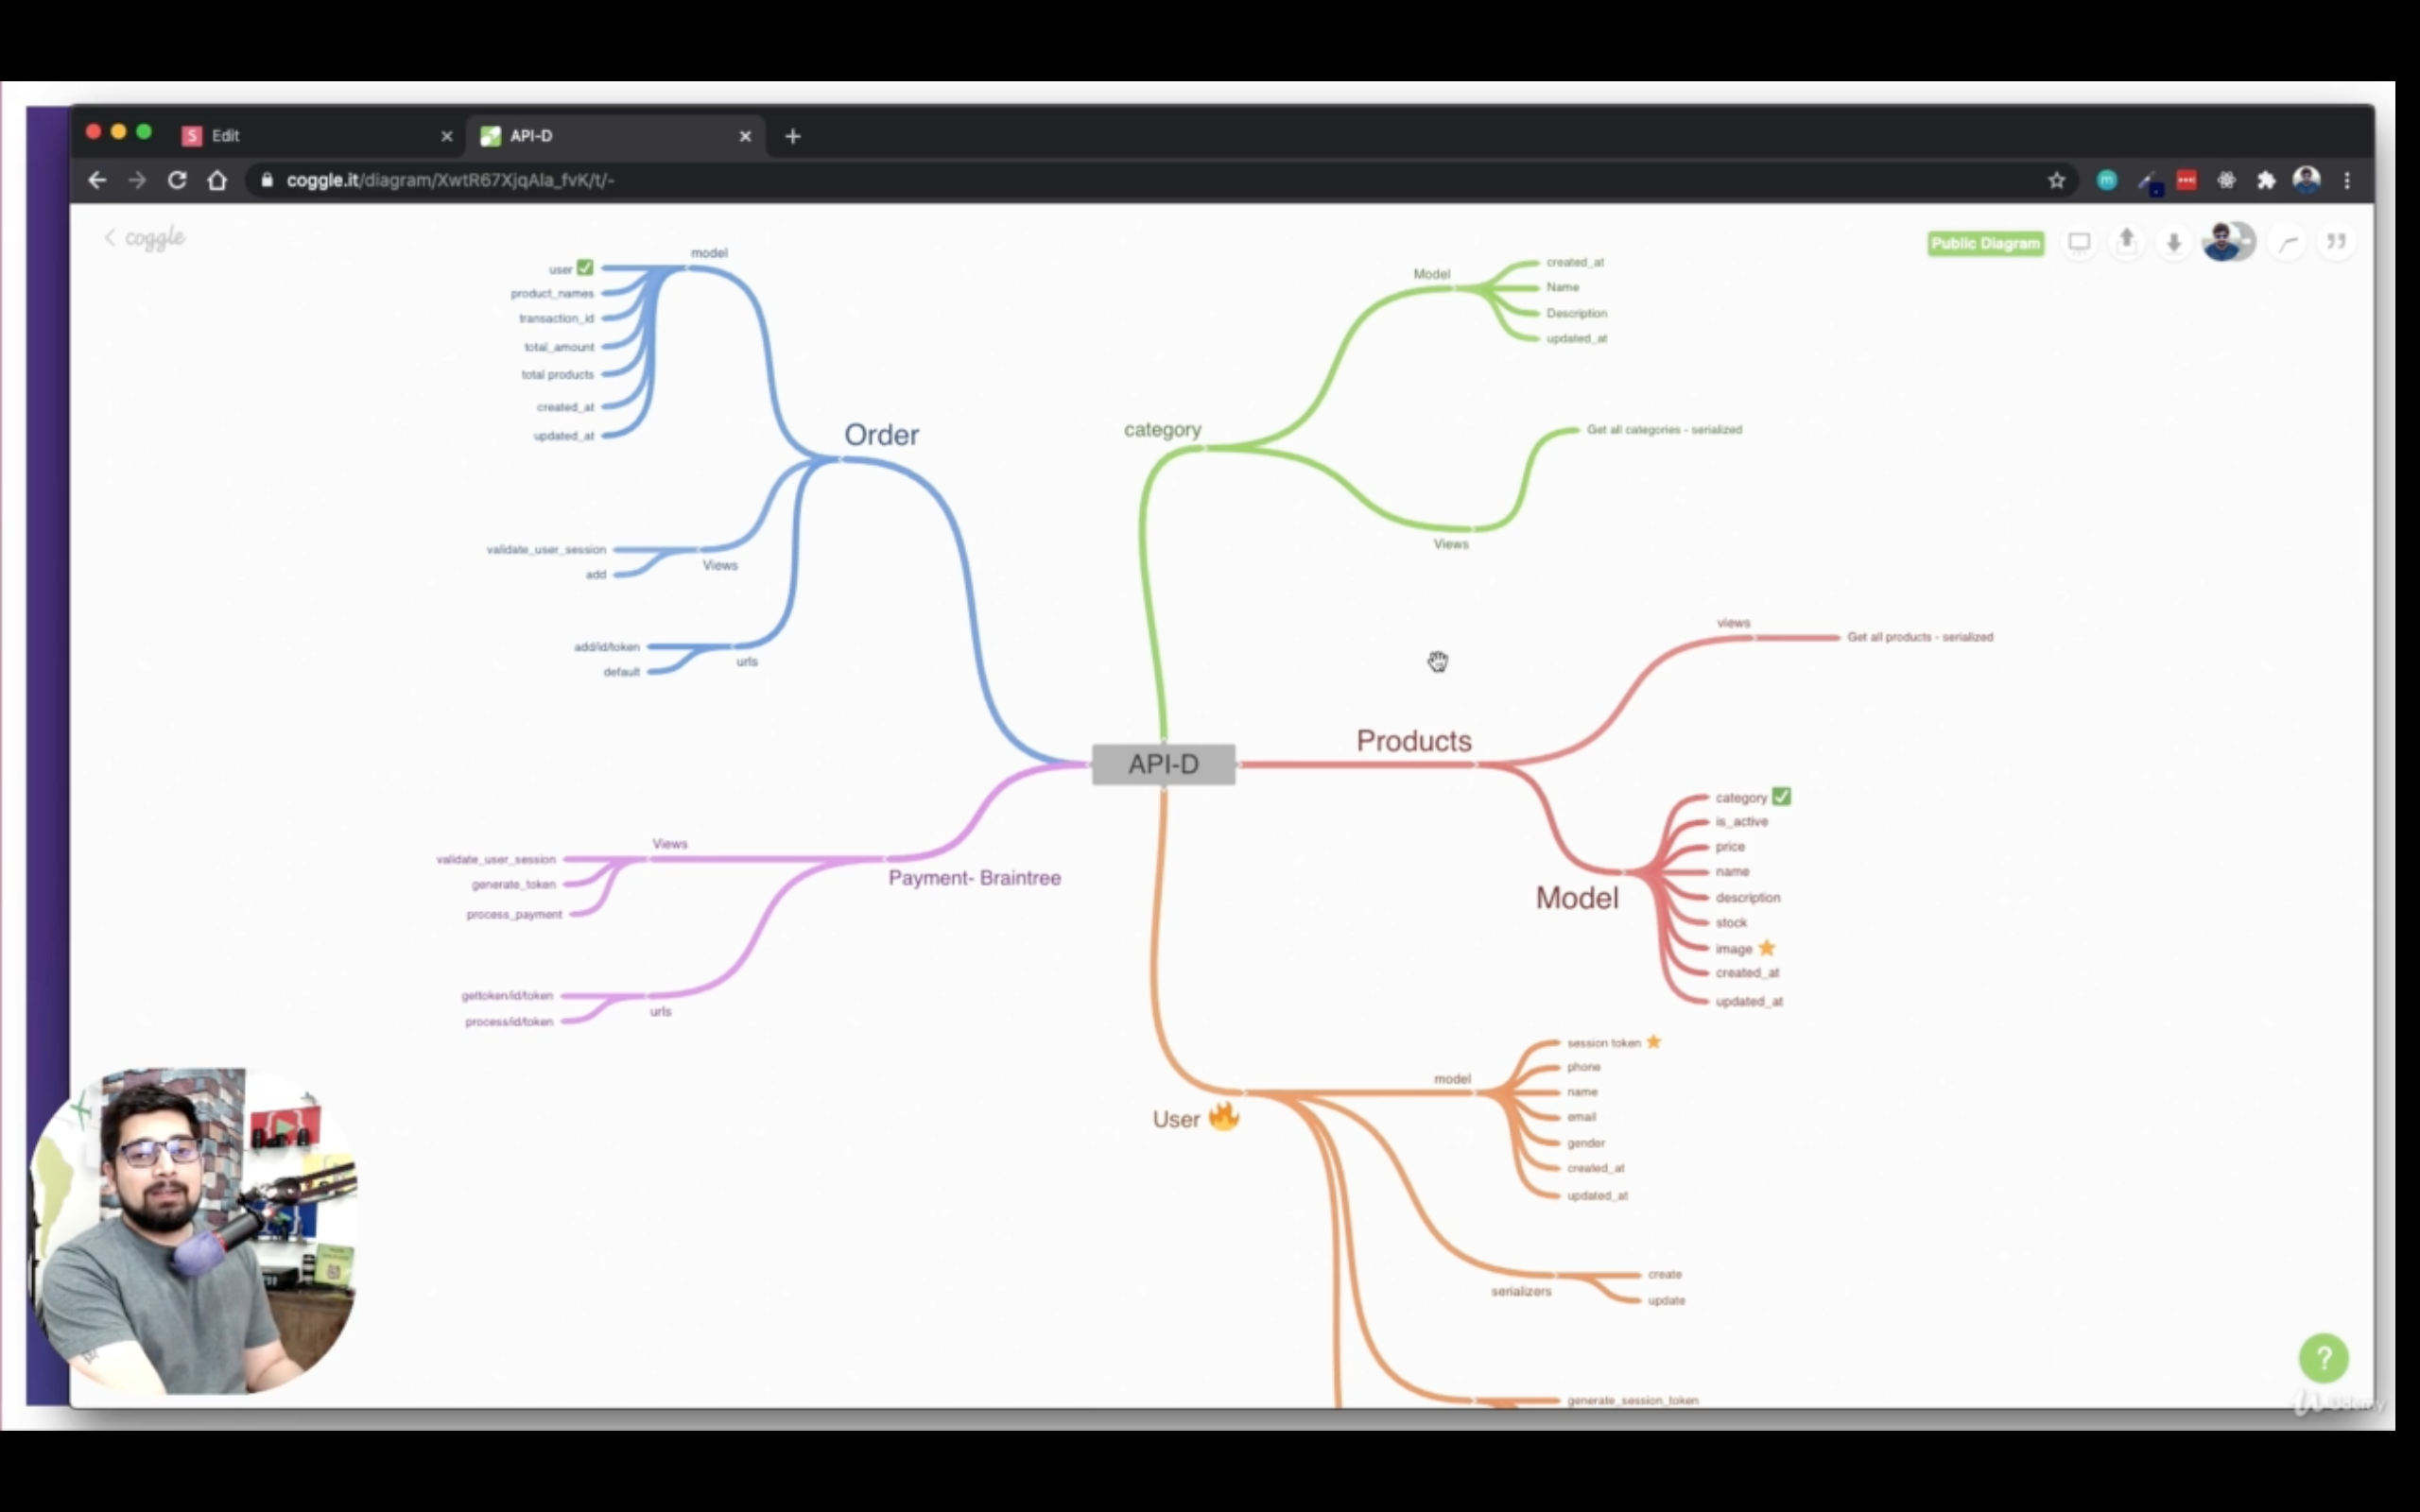 Edit
API-D
coggle.it/diagram/XwtR67XjqAla_fvK/t/-
coggle
Public Diagram
model
user
product_names
transaction_id
total_amount
total products
created_at
updated_at
Order
validate_user_session
add
Views
add/id/token
default
urls
category
Model
created_at
Name
Description
updated_at
Get all categories - serialized
Views
views
Get all products - serialized
Products
API-D
Model
category
is_active
price
name
description
stock
image
created_at
updated_at
Views
validate_user_session
generate_token
process_payment
Payment- Braintree
gettoken/id/token
process/id/token
urls
User
model
session token
phone
name
email
gender
created_at
updated_at
serializers
create
update
generate_session_token
?
Udemy